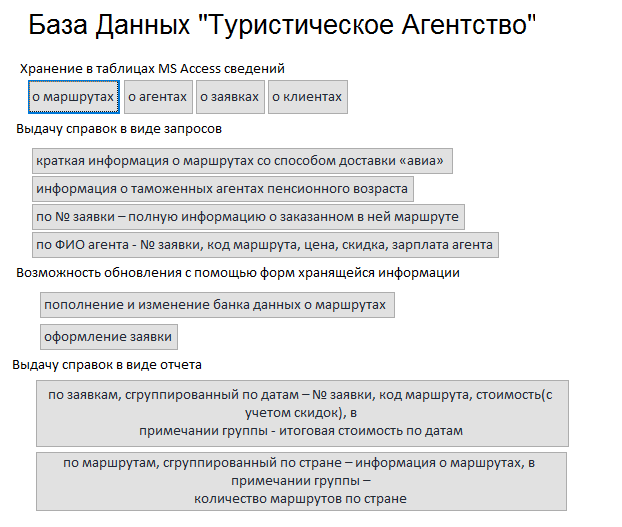 База Данных "Туристическое Агентство"
Хранение в таблицах MS Access сведений
о маршрутах о агентах о заявках о клиентах
Выдачу справок в виде запросов
краткая информация о маршрутах со способом доставки «авиа»
информация о таможенных агентах пенсионного возраста
по № заявки – полную информацию о заказанном в ней маршруте
по ФИО агента - № заявки, код маршрута, цена, скидка, зарплата агента
Возможность обновления с помощью форм хранящейся информации
пополнение и изменение банка данных о маршрутах
оформление заявки
Выдачу справок в виде отчета
по заявкам, сгруппированный по датам – № заявки, код маршрута, стоимость(с
учетом скидок), в
примечании группы - итоговая стоимость по датам
по маршрутам, сгруппированный по стране – информация о маршрутах, в
примечании группы –
количество маршрутов по стране